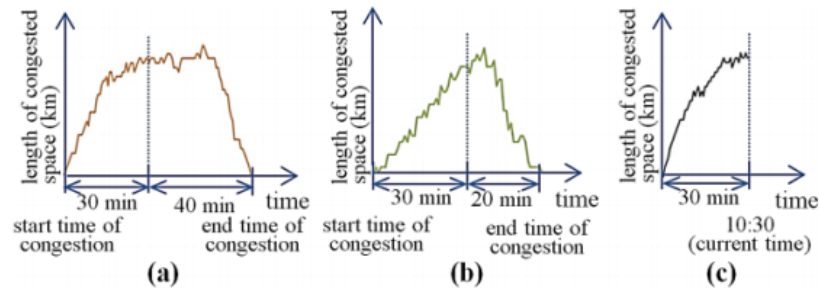 length of congested
space (km)
30 min
40 min
time
start time of
congestion
end time of
congestion
(a)
length of congested
space (km)
30 min
20 min
time
start time of
congestion
end time of
congestion
(b)
length of congested
space (km)
30 min
time
10:30
(current time)
(c)